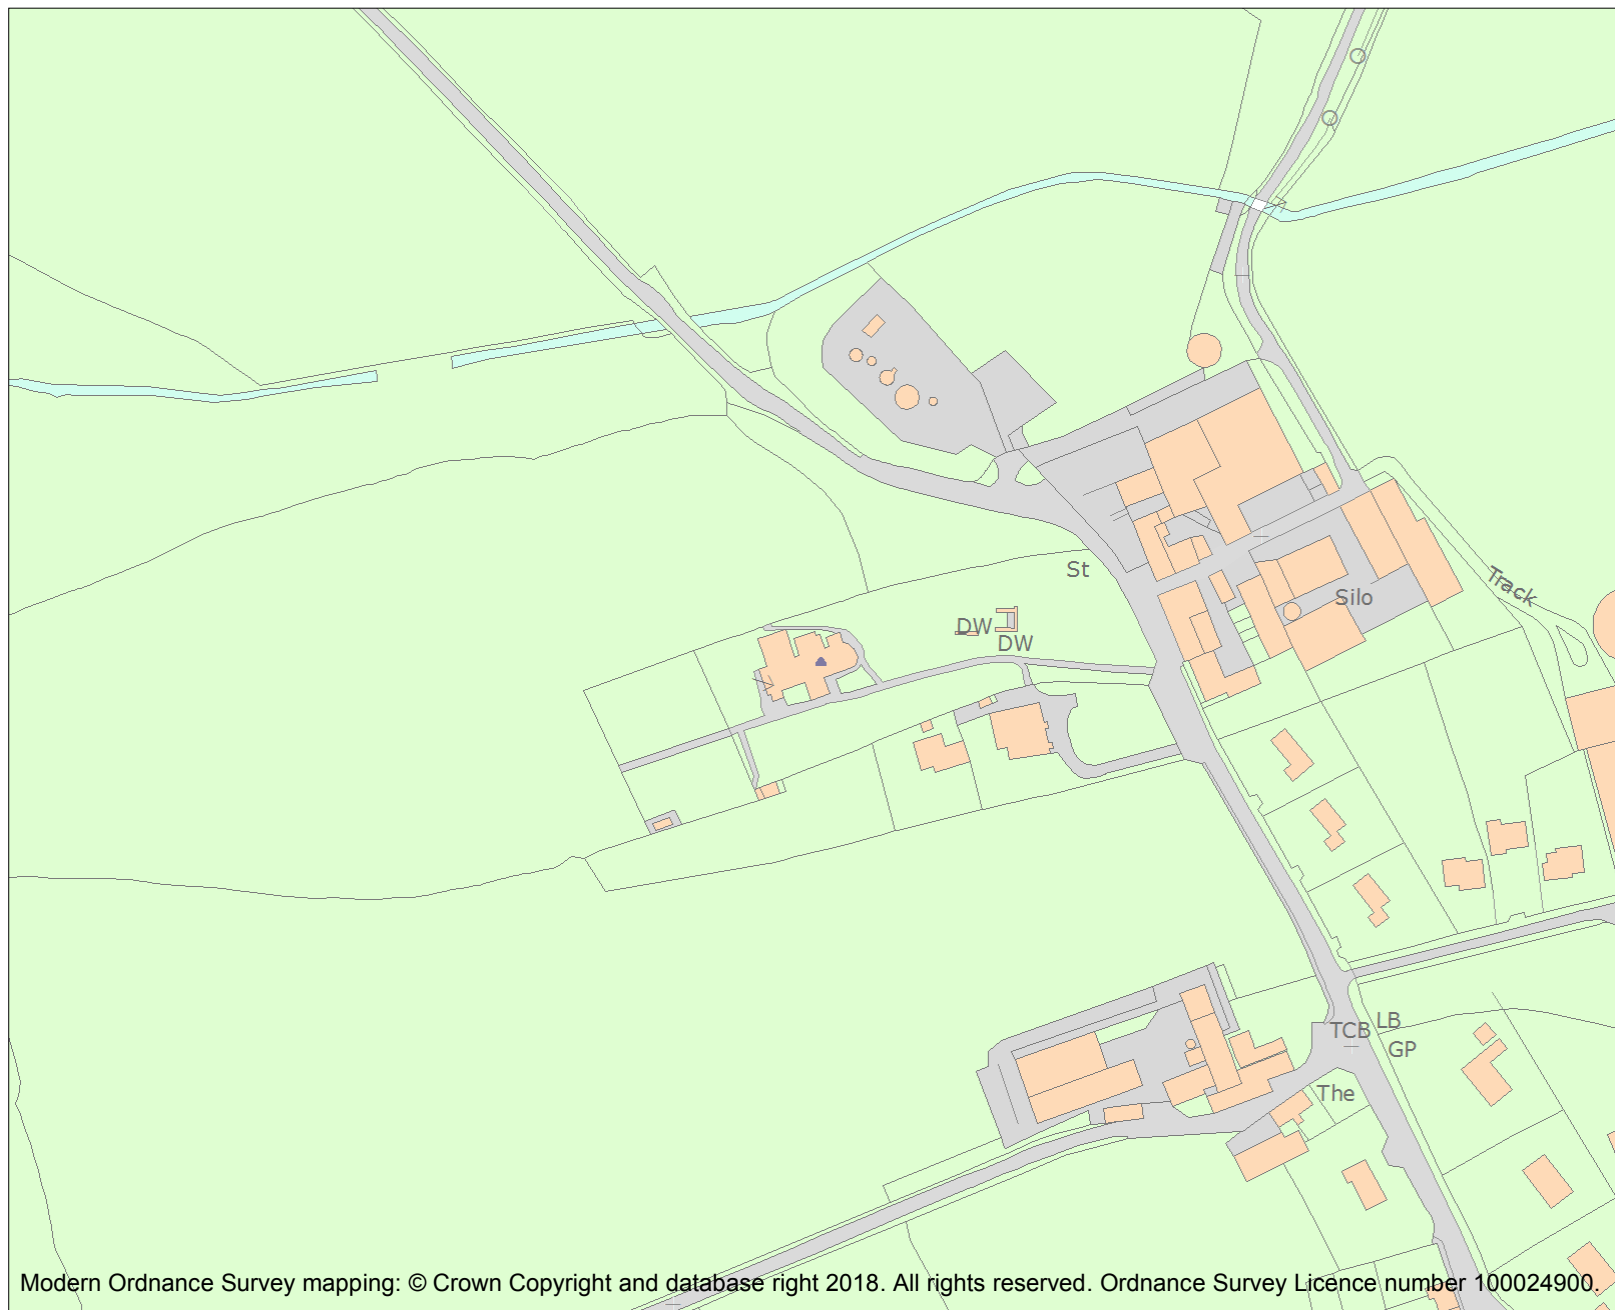 St
Track
Silo
DW
DW
LB
TCB
GP
The
Modern Ordnance Survey mapping: © Crown Copyright and database right 2018. All rights reserved. Ordnance Survey Licence number 100024900.